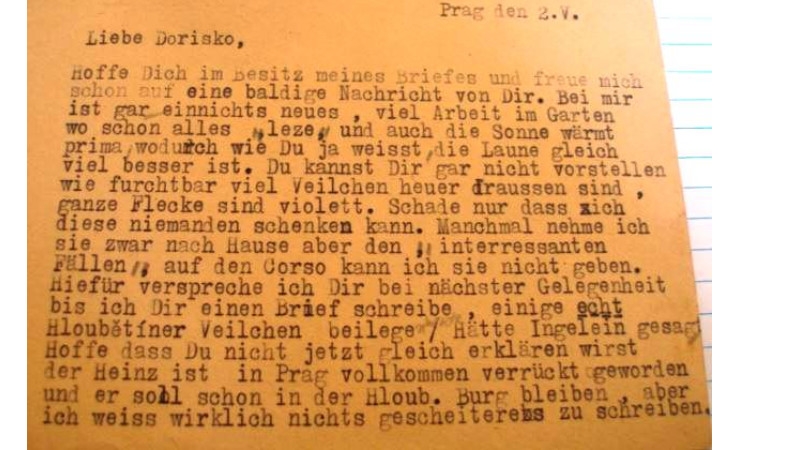 Prag den 2.V.
Liebe Dorisko,
Hoffe Dich im Besitz meines Briefes und freue mich
schon auf eine baldige Nachricht von Dir. Bei mir
ist gar einnichts neues , viel Arbeit im Garten
wo schon alles „leze„ und auch die Sonne wärmt
prima,wodurch wie Du ja weisst,die Laune gleich
viel besser ist. Du kannst Dir gar nicht vorstellen
wie furchtbar viel Veilchen heuer draussen sind ,
ganze Flecke sind violett. Schade nur dass ich
diese niemanden schenken kann. Manchmal nehme ich
sie zwar nach Hause aber den „ interressanten
Fällen„ auf den Corso kann ich sie nicht geben.
Hiefür verspreche ich Dir bei nächster Gelegenheit
bis ich Dir einen Brief schreibe , einige echt
Hloubětíner Veilchen beilege / Hätte Ingelein gesagt
Hoffe dass Du nicht jetzt gleich erklären wirst
der Heinz ist in Prag vollkommen verrückt geworden
und er soll schon in der Hloub. Burg bleiben , aber
ich weiss wirklich nichts gescheiteres zu schreiben.